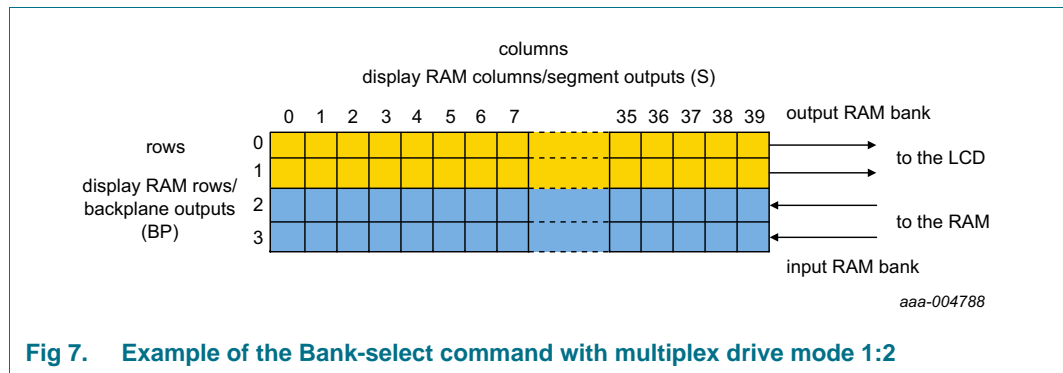 columns
display RAM columns/segment outputs (S)
0 1 2 3 4 5 6 7 35 36 37 38 39 output RAM bank
rows
0
to the LCD
1
display RAM rows/
backplane outputs
(BP)
2
to the RAM
3
input RAM bank
aaa-004788
Fig 7. Example of the Bank-select command with multiplex drive mode 1:2